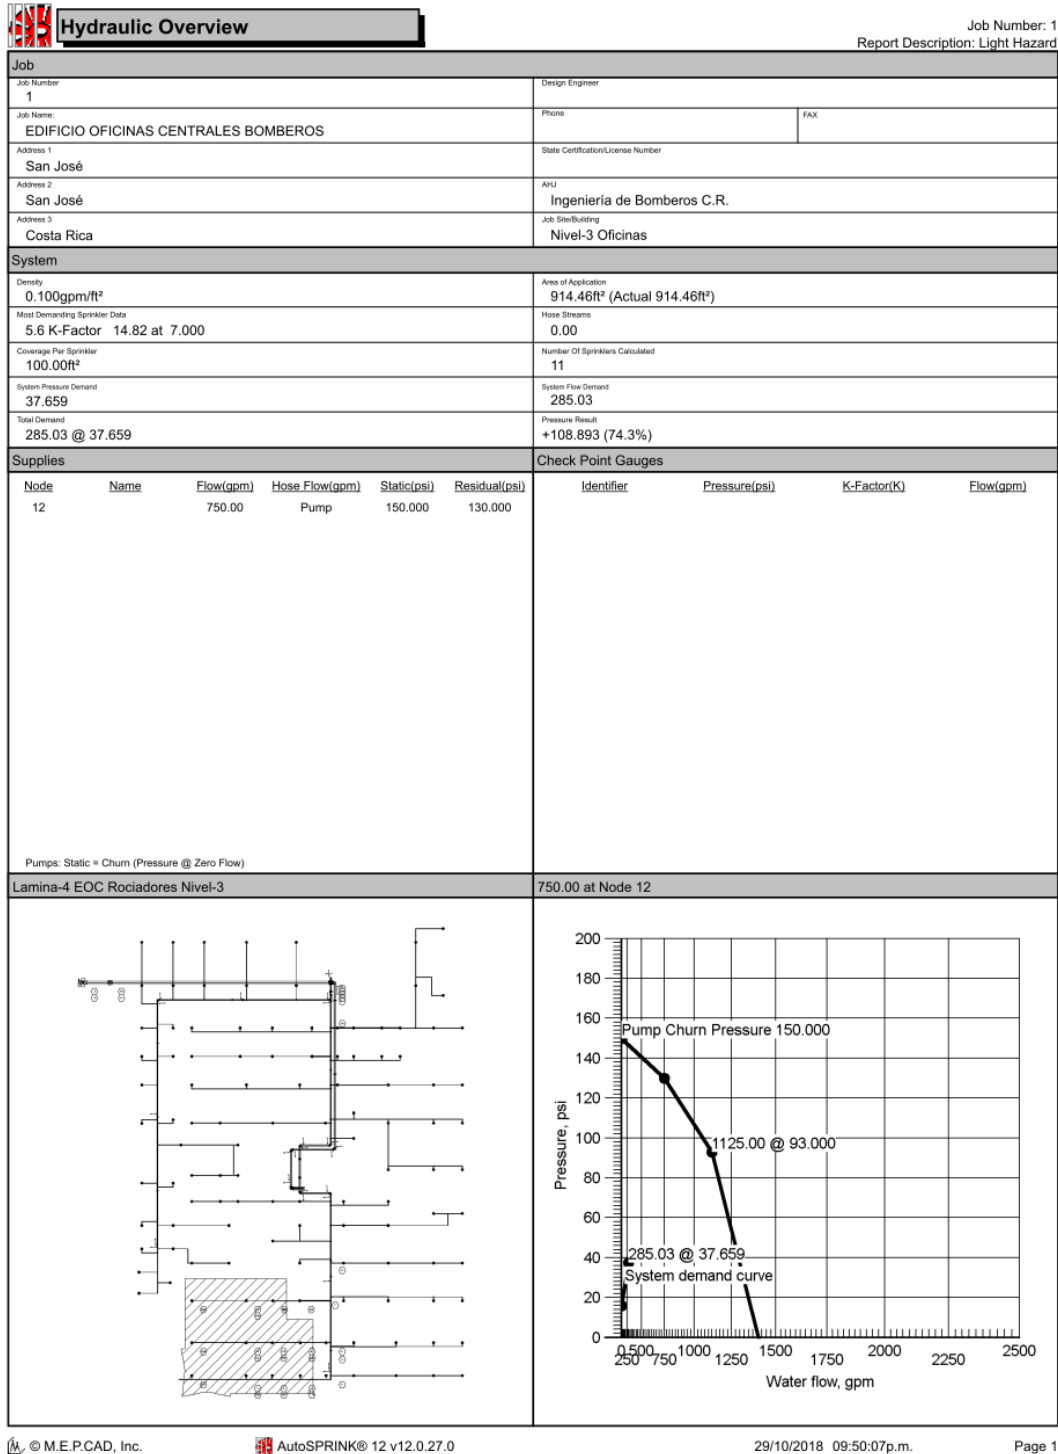 Hydraulic Overview
Job Number: 1
Report Description: Light Hazard
Job
Job Number
1
Design Engineer
Job Name:
EDIFICIO OFICINAS CENTRALES BOMBEROS
Phone
FAX
Address 1
San José
State Certification/License Number
Address 2
San José
AHJ
Ingeniería de Bomberos C.R.
Address 3
Costa Rica
Job Site/Building
Nivel-3 Oficinas
System
Density
0.100gpm/ft²
Area of Application
914.46ft² (Actual 914.46ft²)
Most Demanding Sprinkler Data
5.6 K-Factor 14.82 at 7.000
Hose Streams
0.00
Coverage Per Sprinkler
100.00ft²
Number Of Sprinklers Calculated
11
System Pressure Demand
37.659
System Flow Demand
285.03
Total Demand
285.03 @ 37.659
Pressure Result
+108.893 (74.3%)
Supplies
Check Point Gauges
Node Name Flow(gpm) Hose Flow(gpm) Static(psi) Residual(psi)
12 750.00 Pump 150.000 130.000
Identifier Pressure(psi) K-Factor(K) Flow(gpm)
Pumps: Static = Churn (Pressure @ Zero Flow)
Lamina-4 EOC Rociadores Nivel-3
750.00 at Node 12
200
180
160
Pump Churn Pressure 150.000
140
120
100
1125.00 @ 93.000
80
60
40
285.03 @ 37.659
System demand curve
20
0
250 500 750 1000 1250 1500 1750 2000 2250 2500
Pressure, psi
Water flow, gpm
© M.E.P.CAD, Inc.
AutoSPRINK® 12 v12.0.27.0
29/10/2018 09:50:07p.m.
Page 1